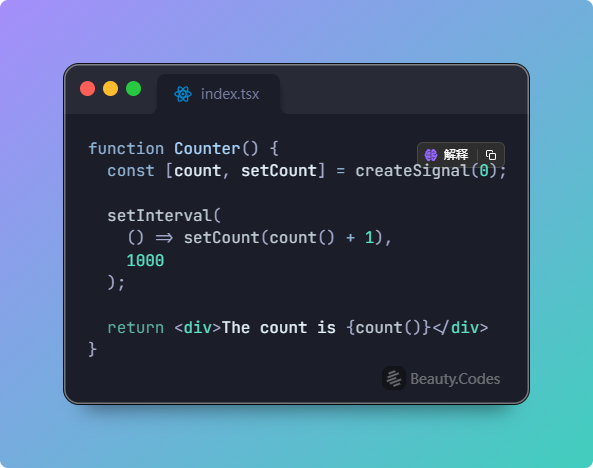 index.tsx
function Counter() {
解释
const [count, setCount] = createSignal(0);
setInterval(
() => setCount(count() + 1),
1000
);
return <div>The count is {count()}</div>
}
Beauty.Codes